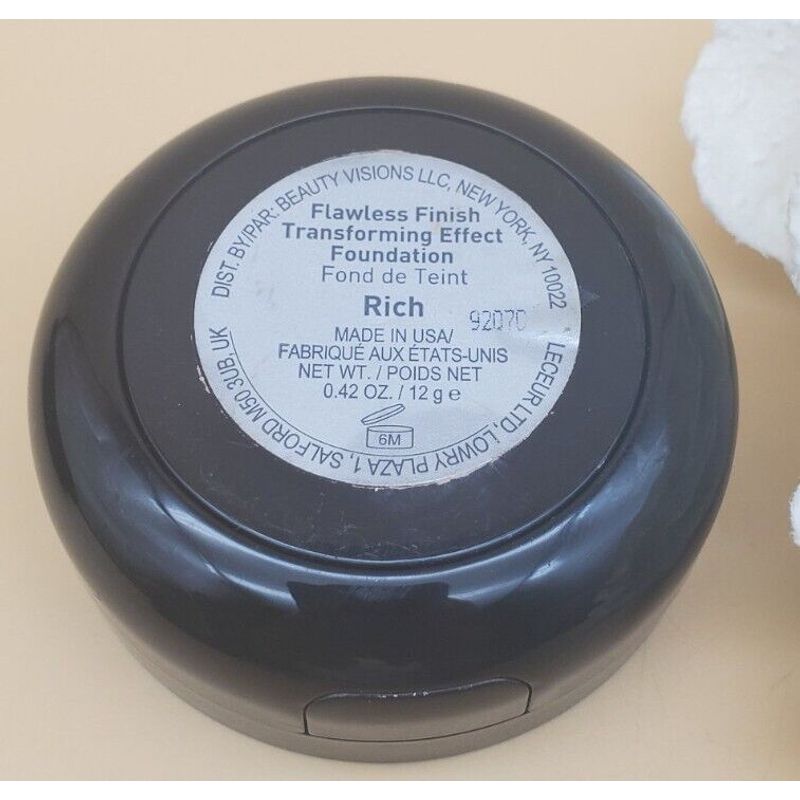 DIST. BY/PAR: BEAUTY VISIONS LLC, NEW YORK, NY 10022
Flawless Finish
Transforming Effect
Foundation
Fond de Teint
Rich
9207C
MADE IN USA/
FABRIQUÉ AUX ÉTATS-UNIS
NET WT. / POIDS NET
0.42 OZ. / 12 g e
6M
LECEUR LTD, LOWRY PLAZA 1, SALFORD M50 3UB, UK